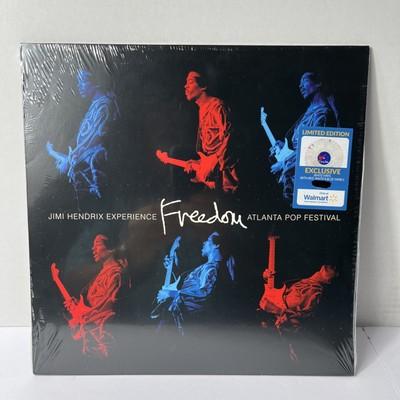 LIMITED EDITION
EXCLUSIVE
Walmart
JIMI HENDRIX EXPERIENCE Freedom ATLANTA POP FESTIVAL